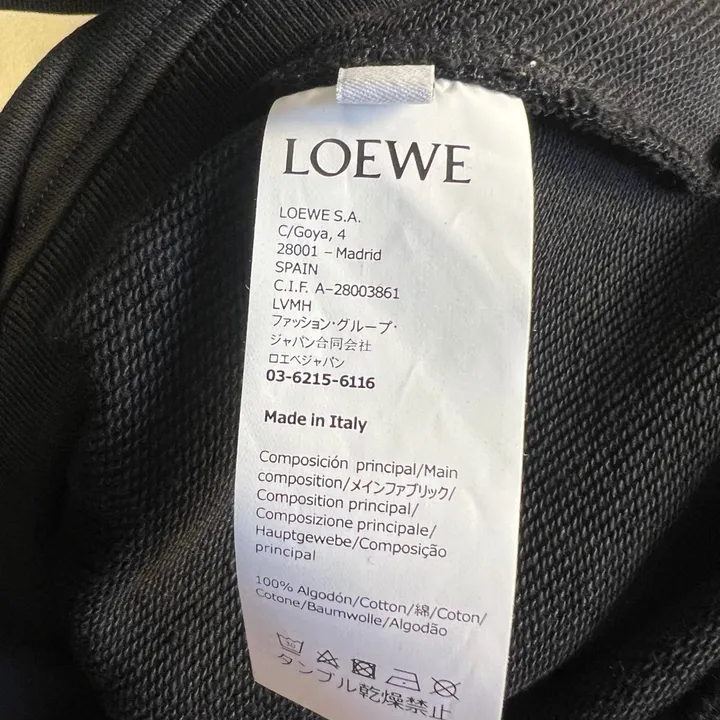 LOEWE
LOEWE S.A.
C/Goya, 4
28001 – Madrid
SPAIN
C.I.F. A-28003861
LVMH
ファッション・グループ・
ジャパン合同会社
ロエベジャパン
03-6215-6116
Made in Italy
Composición principal/Main
composition/メインファブリック/
Composition principal/
Composizione principale/
Hauptgewebe/Composição
principal
100% Algodón/Cotton/綿/Coton/
Cotone/Baumwolle/Algodão
30
タンブル乾燥禁止